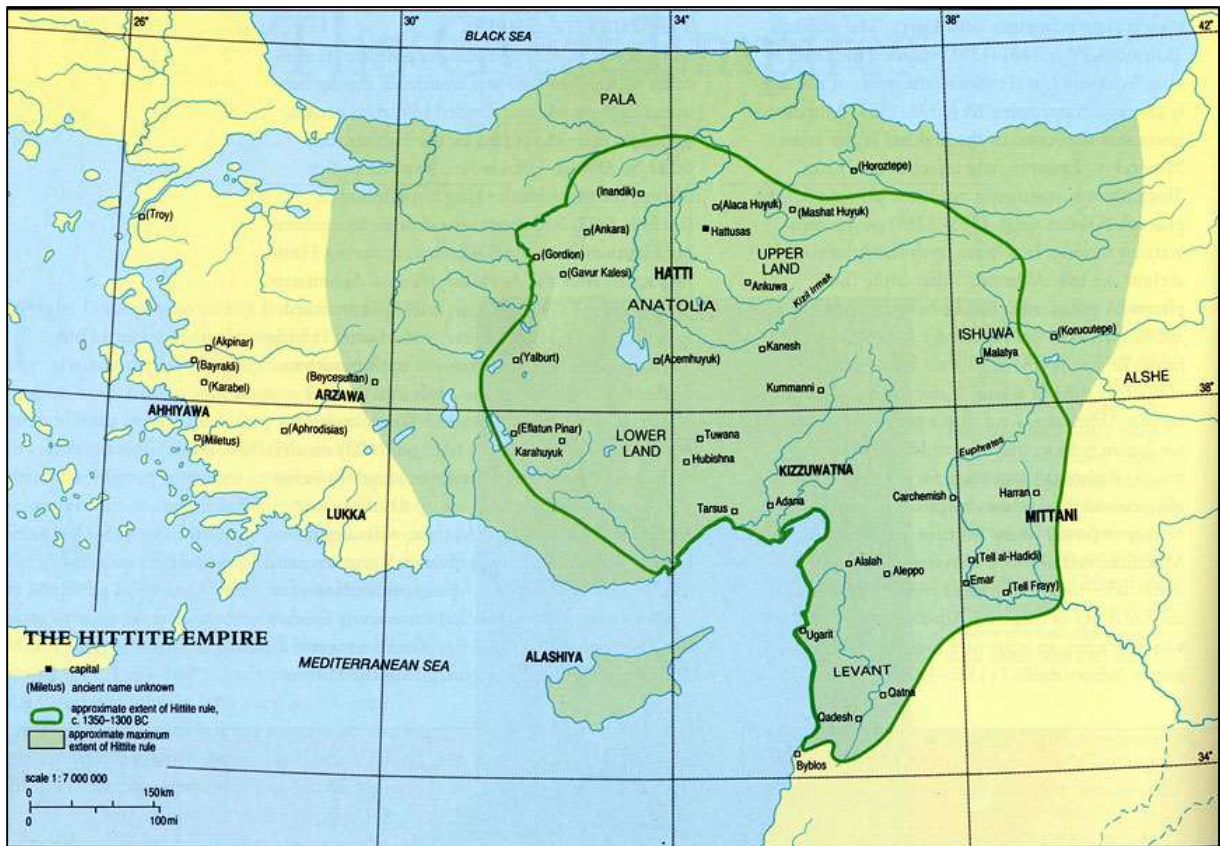 26°
30°
34°
38°
42°
BLACK SEA
PALA
(Horoztepe)
(Inandik)
(Alaca Huyuk)
(Mashat Huyuk)
(Troy)
(Ankara)
Hattusas
(Gordion)
UPPER
LAND
(Gavur Kalesi)
HATTI
Ankuwa
Kizil Irmak
ANATOLIA
ISHUWA
(Korucutepe)
(Akpinar)
Kanesh
(Yalburt)
(Acemhuyuk)
Malatya
(Bayrakli)
(Karabel)
(Beycesultan)
ARZAWA
Kummanni
ALSHE
38°
AHHIYAWA
(Aphrodisias)
(Miletus)
(Eflatun Pinar)
Karahuyuk
LOWER
LAND
Tuwana
Hubishna
Euphrates
KIZZUWATNA
Carchemish
Harran
MITTANI
LUKKA
Tarsus
Adana
Alalah
Aleppo
(Tell al-Hadidi)
Emar
(Tell Frayy)
Ugarit
THE HITTITE EMPIRE
MEDITERRANEAN SEA
ALASHIYA
LEVANT
Qatna
Qadesh
Byblos
34°
capital
(Miletus) ancient name unknown
approximate extent of Hittite rule,
c. 1350–1300 BC
approximate maximum
extent of Hittite rule
scale 1 : 7 000 000
0 150km
0 100mi